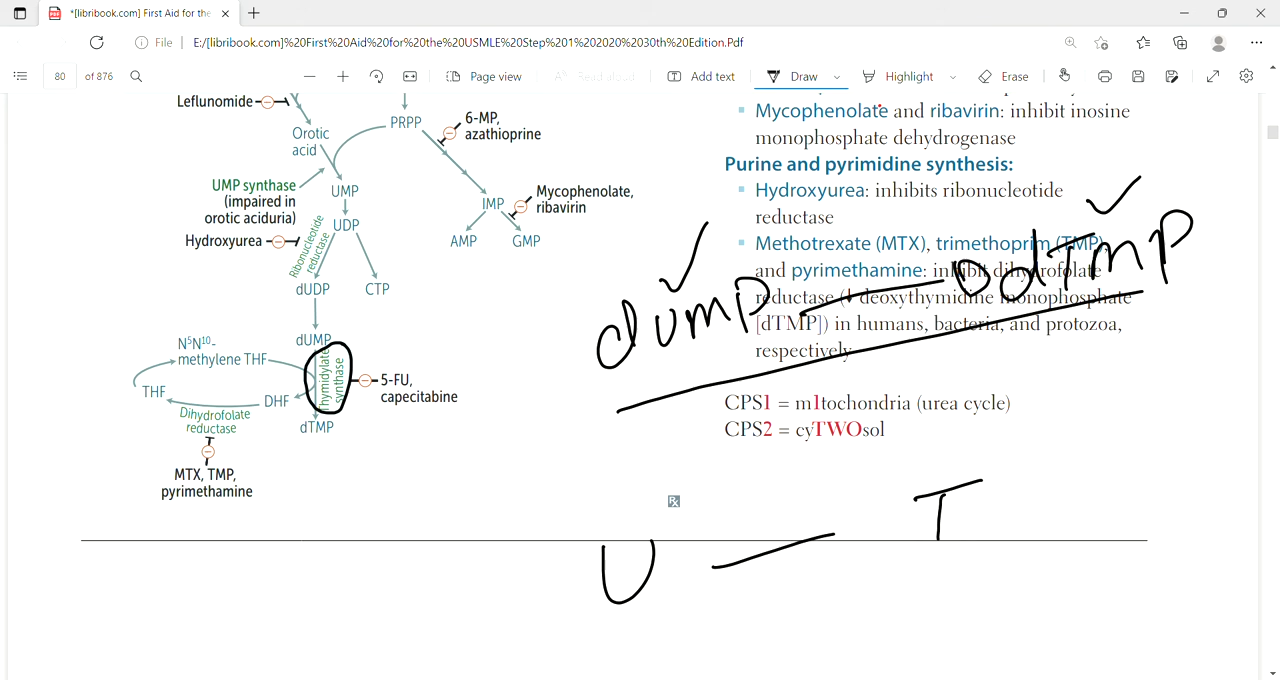 *[libribook.com] First Aid for the
File
E:/[libribook.com]%20First%20Aid%20for%20the%20USMLE%20Step%201%202020%2030th%20Edition.Pdf
80 of 876
Page view
Read aloud
Add text
Draw
Highlight
Erase
Leflunomide
Orotic
acid
PRPP
6-MP,
azathioprine
UMP synthase
(impaired in
orotic aciduria)
UMP
IMP
Mycophenolate,
ribavirin
Hydroxyurea
Ribonucleotide
reductase
UDP
AMP
GMP
dUDP
CTP
N5N10-
methylene THF
dUMP
THF
DHF
Thymidylate
synthase
5-FU,
capecitabine
Dihydrofolate
reductase
dTMP
MTX, TMP,
pyrimethamine
Mycophenolate and ribavirin: inhibit inosine
monophosphate dehydrogenase
Purine and pyrimidine synthesis:
Hydroxyurea: inhibits ribonucleotide
reductase
Methotrexate (MTX), trimethoprim (TMP),
and pyrimethamine: inhibit dihydrofolate
reductase (↓ deoxythymidine monophosphate
[dTMP]) in humans, bacteria, and protozoa,
respectively
dUMP dTMP
CPS1 = m1tochondria (urea cycle)
CPS2 = cyTWOsol
Rx
U T